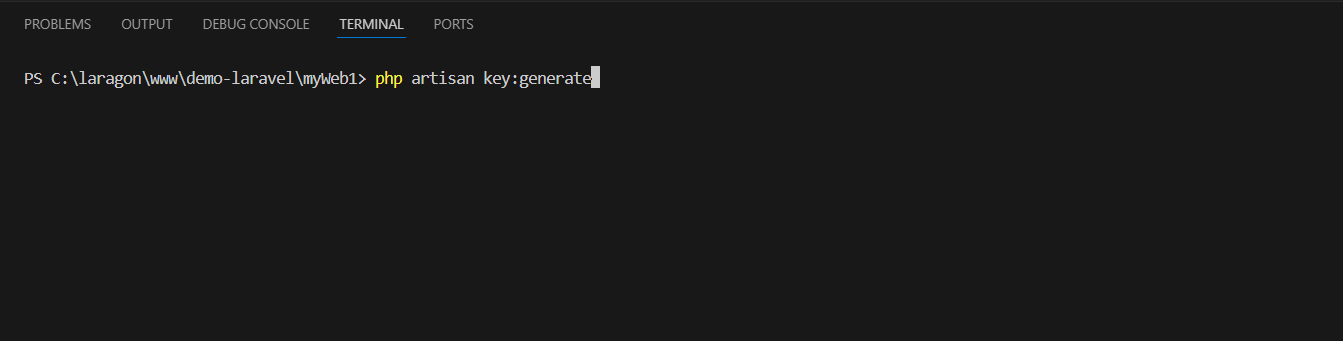 PROBLEMS OUTPUT DEBUG CONSOLE TERMINAL PORTS
PS C:\laragon\www\demo-laravel\myWeb1> php artisan key:generate